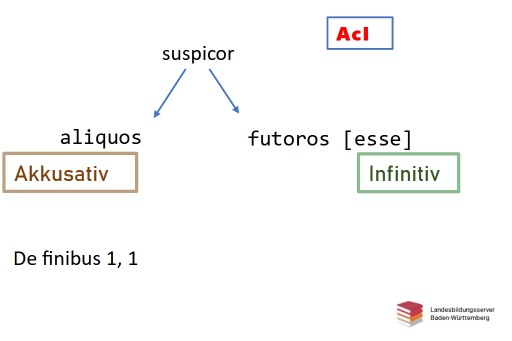 AcI
suspicor
aliquos
futoros [esse]
Akkusativ
Infinitiv
De finibus 1, 1
Landesbildungsserver
Baden-Württemberg